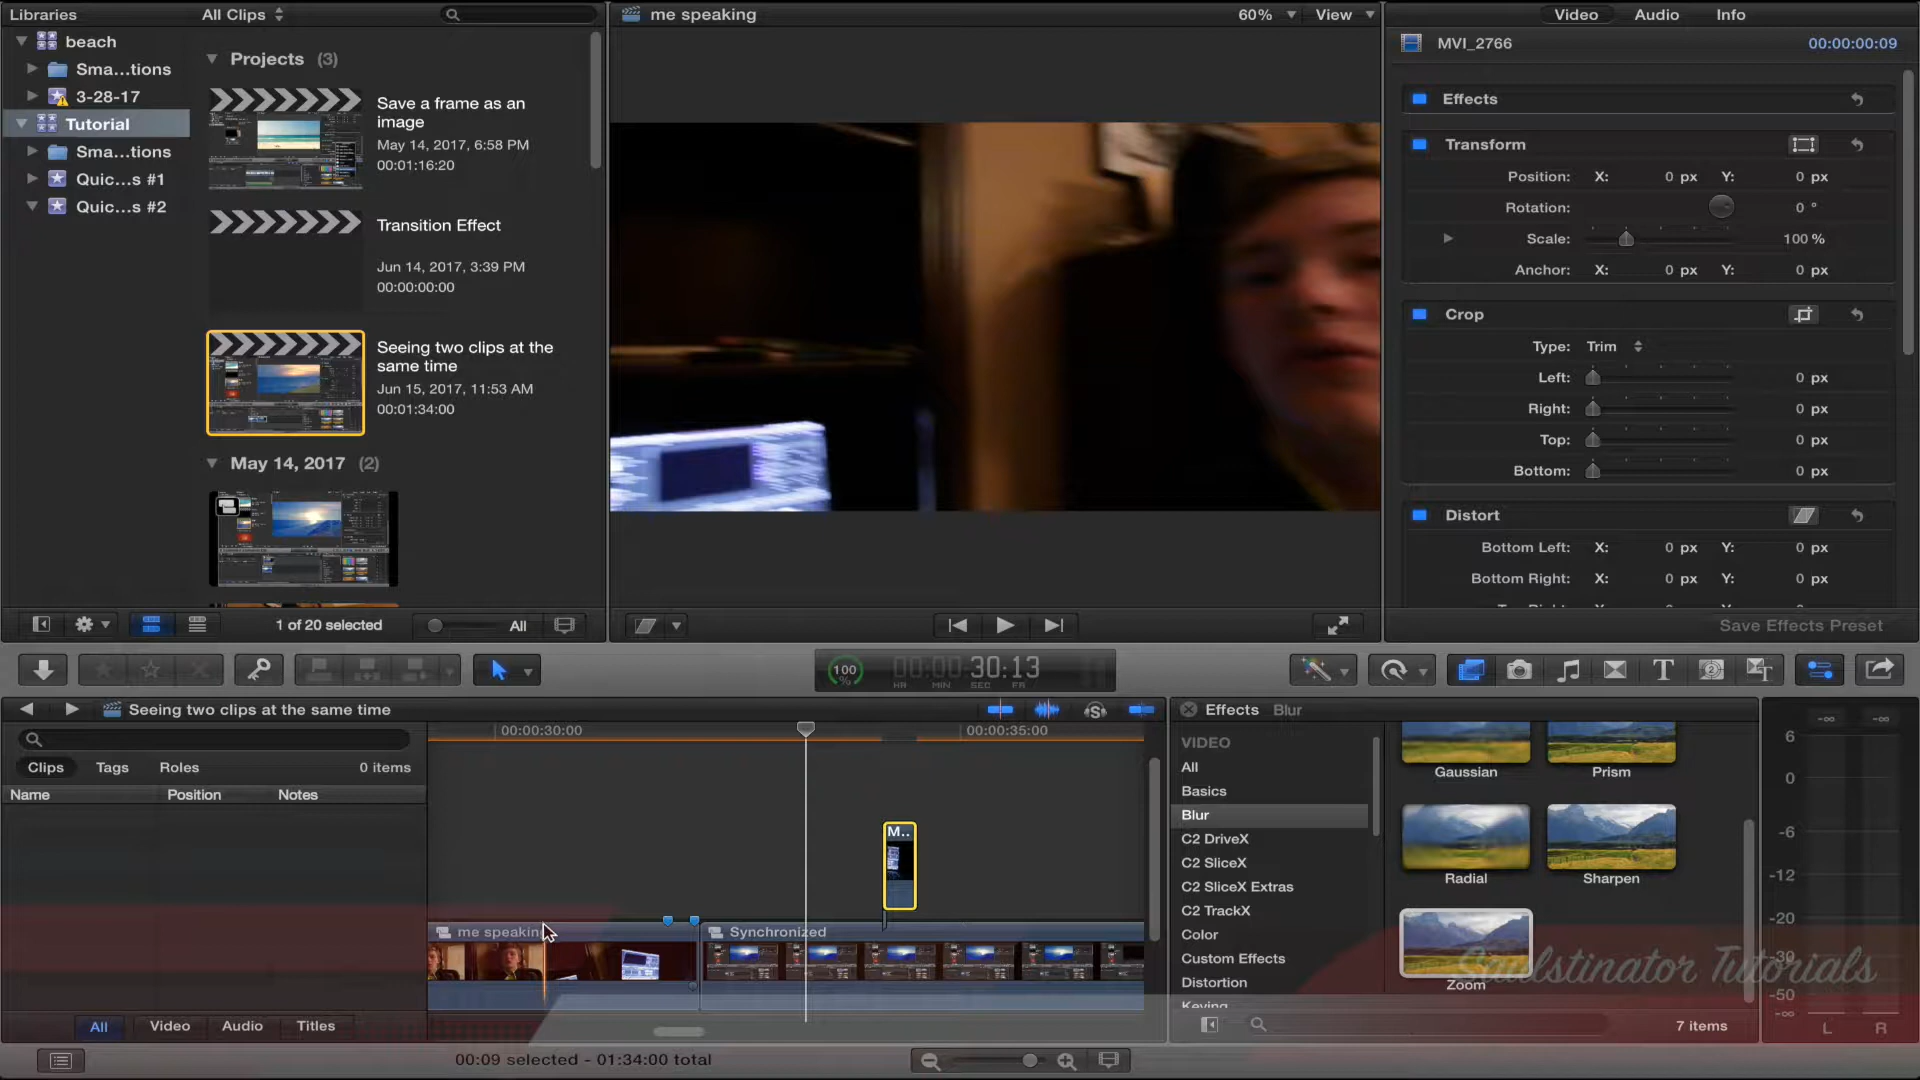 Libraries
All Clips
me speaking
60%
View
Video
Audio
Info
beach
Sma...tions
3-28-17
Tutorial
Sma...tions
Quic...s #1
Quic...s #2
Projects (3)
Save a frame as an
image
May 14, 2017, 6:58 PM
00:01:16:20
Transition Effect
Jun 14, 2017, 3:39 PM
00:00:00:00
Seeing two clips at the
same time
Jun 15, 2017, 11:53 AM
00:01:34:00
May 14, 2017 (2)
1 of 20 selected
All
MVI_2766
00:00:00:09
Effects
Transform
Position: X: 0 px Y: 0 px
Rotation: 0 °
Scale: 100 %
Anchor: X: 0 px Y: 0 px
Crop
Type: Trim
Left: 0 px
Right: 0 px
Top: 0 px
Bottom: 0 px
Distort
Bottom Left: X: 0 px Y: 0 px
Bottom Right: X: 0 px Y: 0 px
Save Effects Preset
100
%
00:00:30:13
HR MIN SEC FR
Seeing two clips at the same time
Clips
Tags
Roles
0 items
Name
Position
Notes
All
Video
Audio
Titles
00:00:30:00
00:00:35:00
M..
me speaking
Synchronized
00:09 selected - 01:34:00 total
Effects Blur
VIDEO
All
Basics
Blur
C2 DriveX
C2 SliceX
C2 SliceX Extras
C2 TrackX
Color
Custom Effects
Distortion
Keying
Gaussian
Prism
Radial
Sharpen
Zoom
7 items
-∞ -∞
6
0
-6
-12
-20
-30
-50
-∞
L R
Saulstinator Tutorials